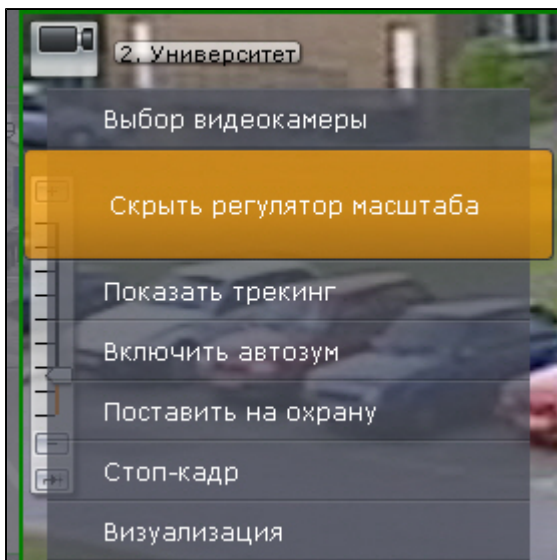 2. Университет
Выбор видеокамеры
Скрыть регулятор масштаба
Показать трекинг
Включить автозум
Поставить на охрану
Стоп-кадр
Визуализация